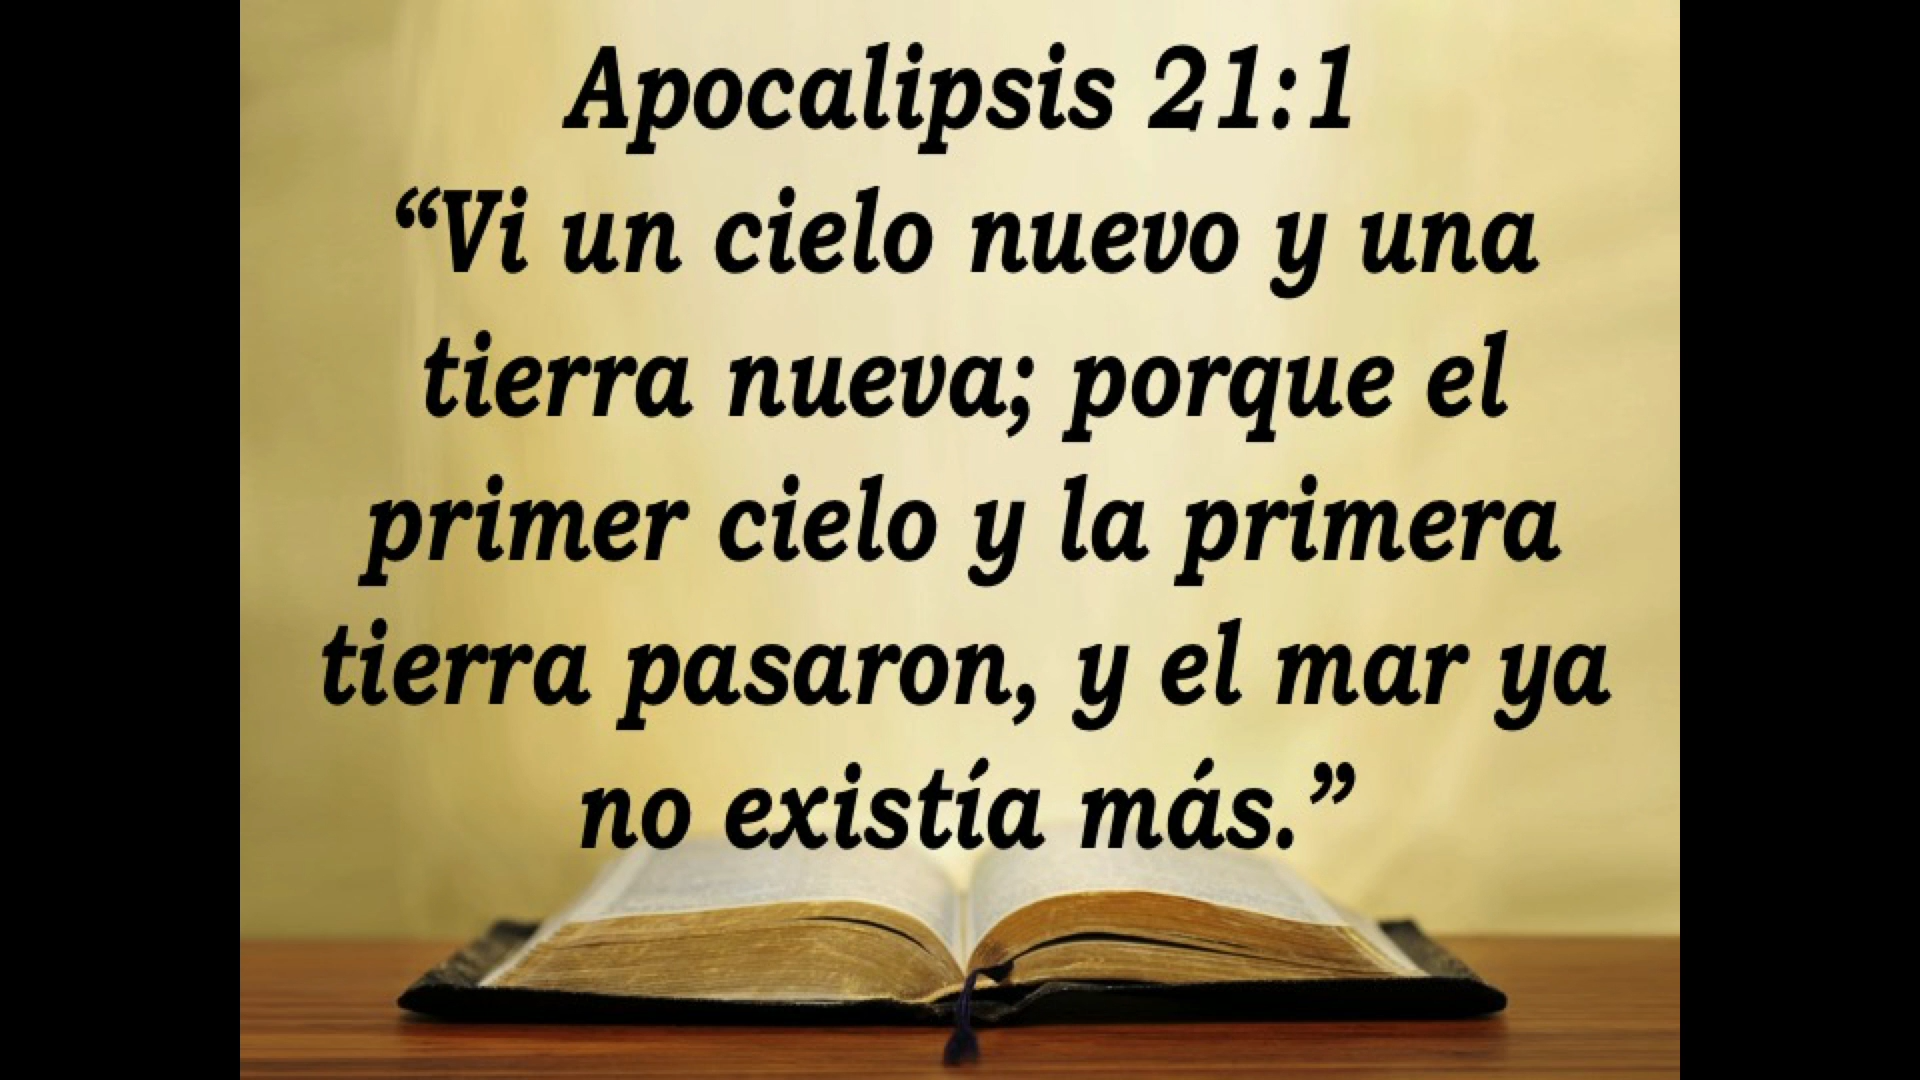 Apocalipsis 21:1
“Vi un cielo nuevo y una
tierra nueva; porque el
primer cielo y la primera
tierra pasaron, y el mar ya
no existía más.”